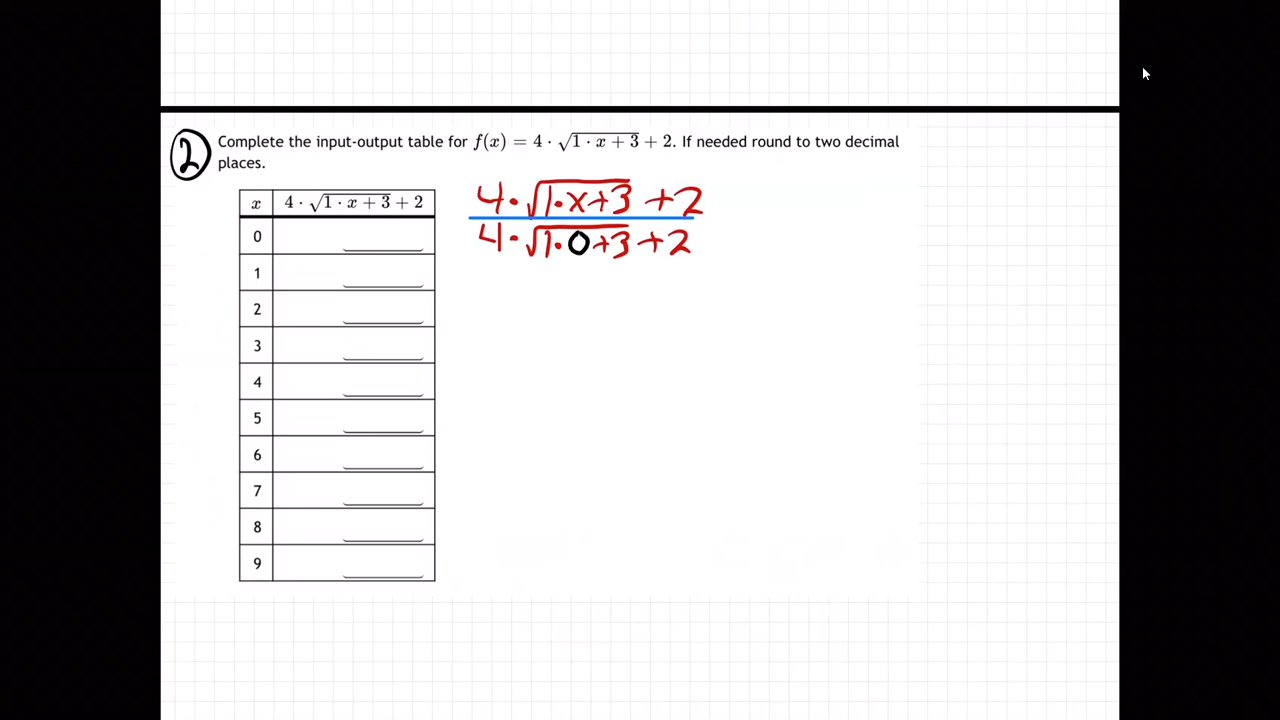 2 Complete the input-output table for f(x) = 4 · √(1 · x + 3) + 2. If needed round to two decimal
places.
x 4 · √(1 · x + 3) + 2
4 · √(1 · x + 3) + 2
0
4 · √(1 · 0 + 3) + 2
1
2
3
4
5
6
7
8
9